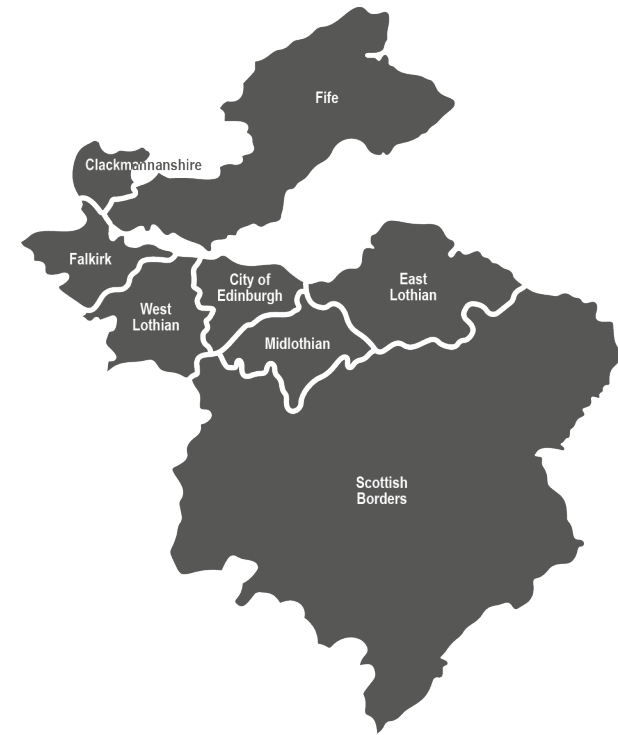 Fife
Clackmannanshire
Falkirk
City of
Edinburgh
East
Lothian
West
Lothian
Midlothian
Scottish
Borders